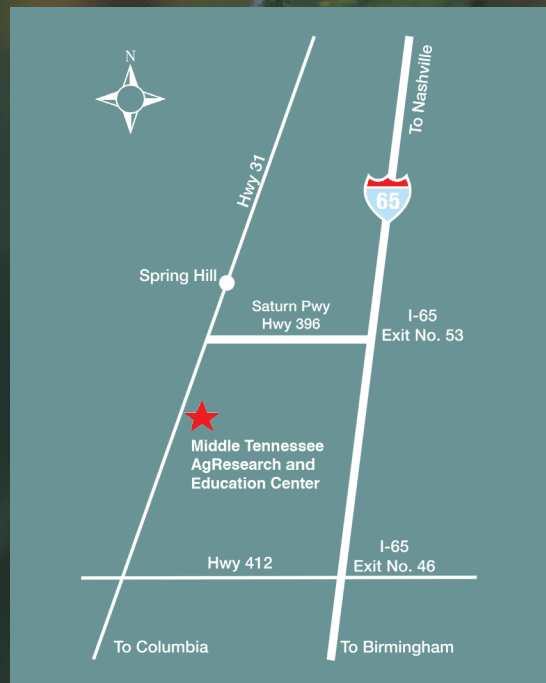 N
To Nashville
Hwy 31
65
Spring Hill
Saturn Pwy
Hwy 396
I-65
Exit No. 53
Middle Tennessee
AgResearch and
Education Center
I-65
Exit No. 46
Hwy 412
To Columbia
To Birmingham